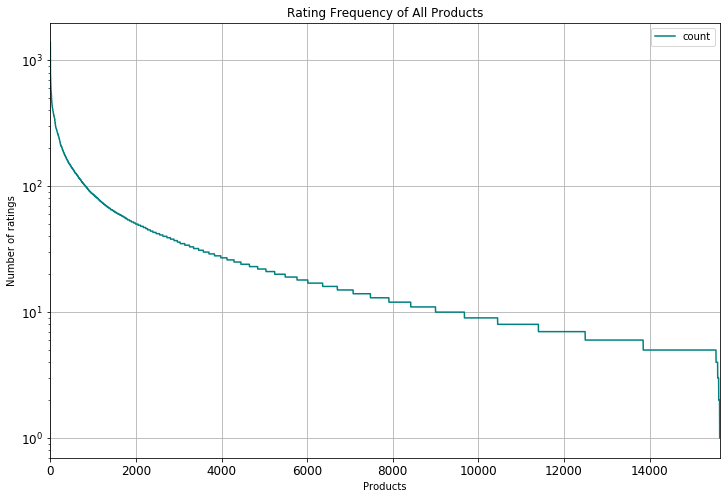 Rating Frequency of All Products
count
Number of ratings
10³
10²
10¹
10⁰
0 2000 4000 6000 8000 10000 12000 14000
Products